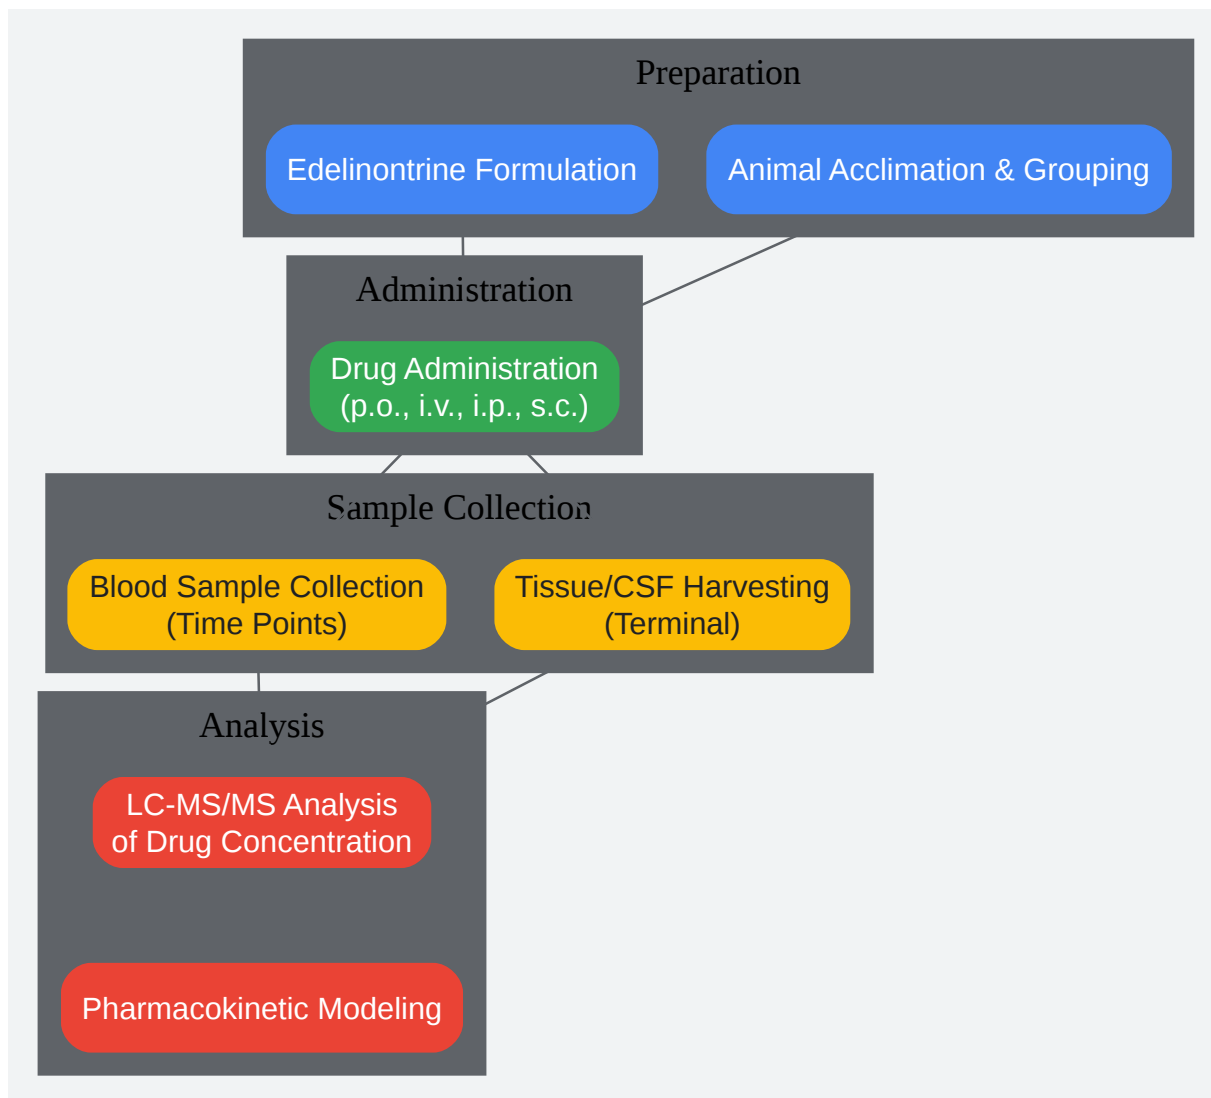 Preparation
Edelinontrine Formulation
Animal Acclimation & Grouping
Administration
Drug Administration
(p.o., i.v., i.p., s.c.)
Sample Collection
Blood Sample Collection
(Time Points)
Tissue/CSF Harvesting
(Terminal)
Analysis
LC-MS/MS Analysis
of Drug Concentration
Pharmacokinetic Modeling